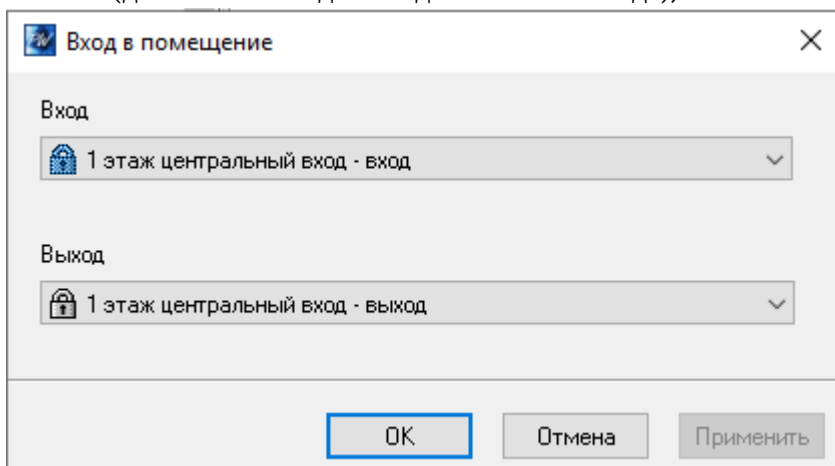 Вход в помещение
Вход
1 этаж центральный вход - вход
Выход
1 этаж центральный вход - выход
OK Отмена Применить